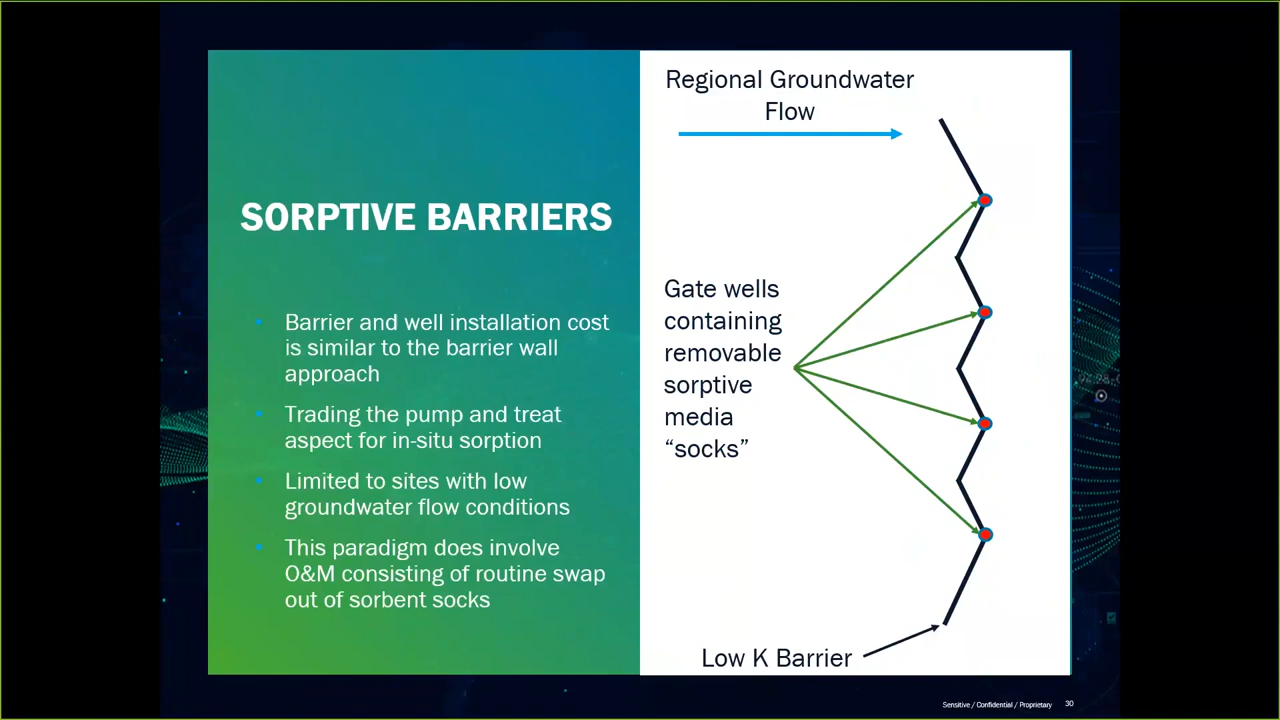 SORPTIVE BARRIERS
Barrier and well installation cost
is similar to the barrier wall
approach
Trading the pump and treat
aspect for in-situ sorption
Limited to sites with low
groundwater flow conditions
This paradigm does involve
O&M consisting of routine swap
out of sorbent socks
Regional Groundwater
Flow
Gate wells
containing
removable
sorptive
media
“socks”
Low K Barrier
Sensitive / Confidential / Proprietary
30